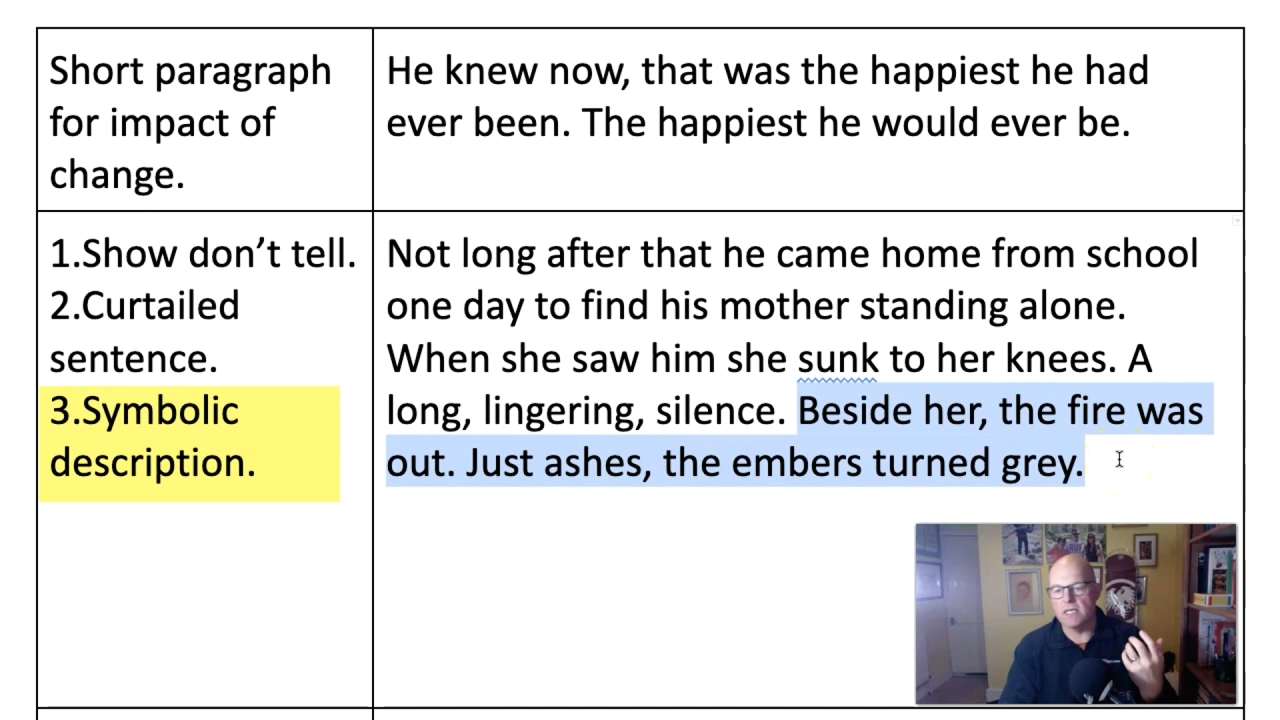 Short paragraph
for impact of
change.
He knew now, that was the happiest he had
ever been. The happiest he would ever be.
1.Show don’t tell.
2.Curtailed
sentence.
3.Symbolic
description.
Not long after that he came home from school
one day to find his mother standing alone.
When she saw him she sunk to her knees. A
long, lingering, silence. Beside her, the fire was
out. Just ashes, the embers turned grey.